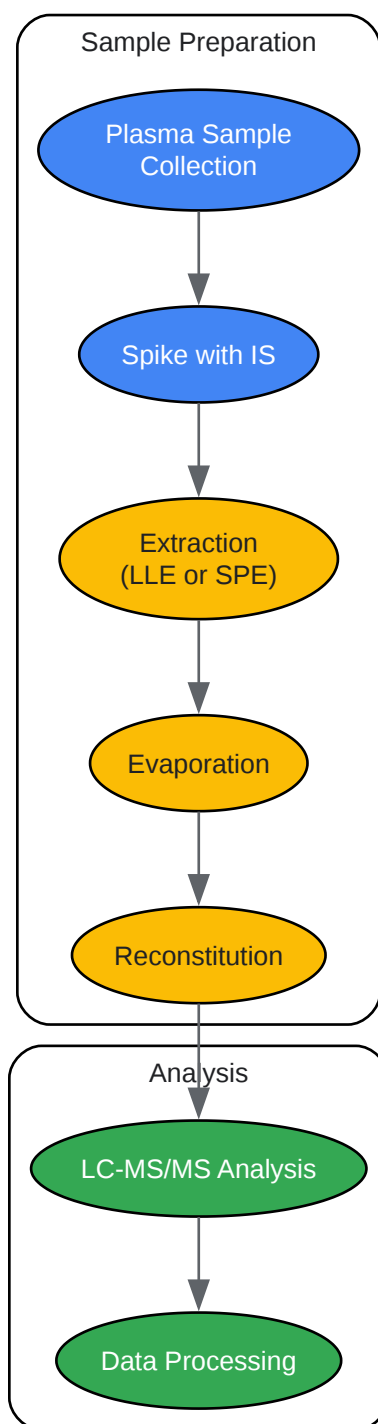 Sample Preparation
Plasma Sample
Collection
Spike with IS
Extraction
(LLE or SPE)
Evaporation
Reconstitution
Analysis
LC-MS/MS Analysis
Data Processing